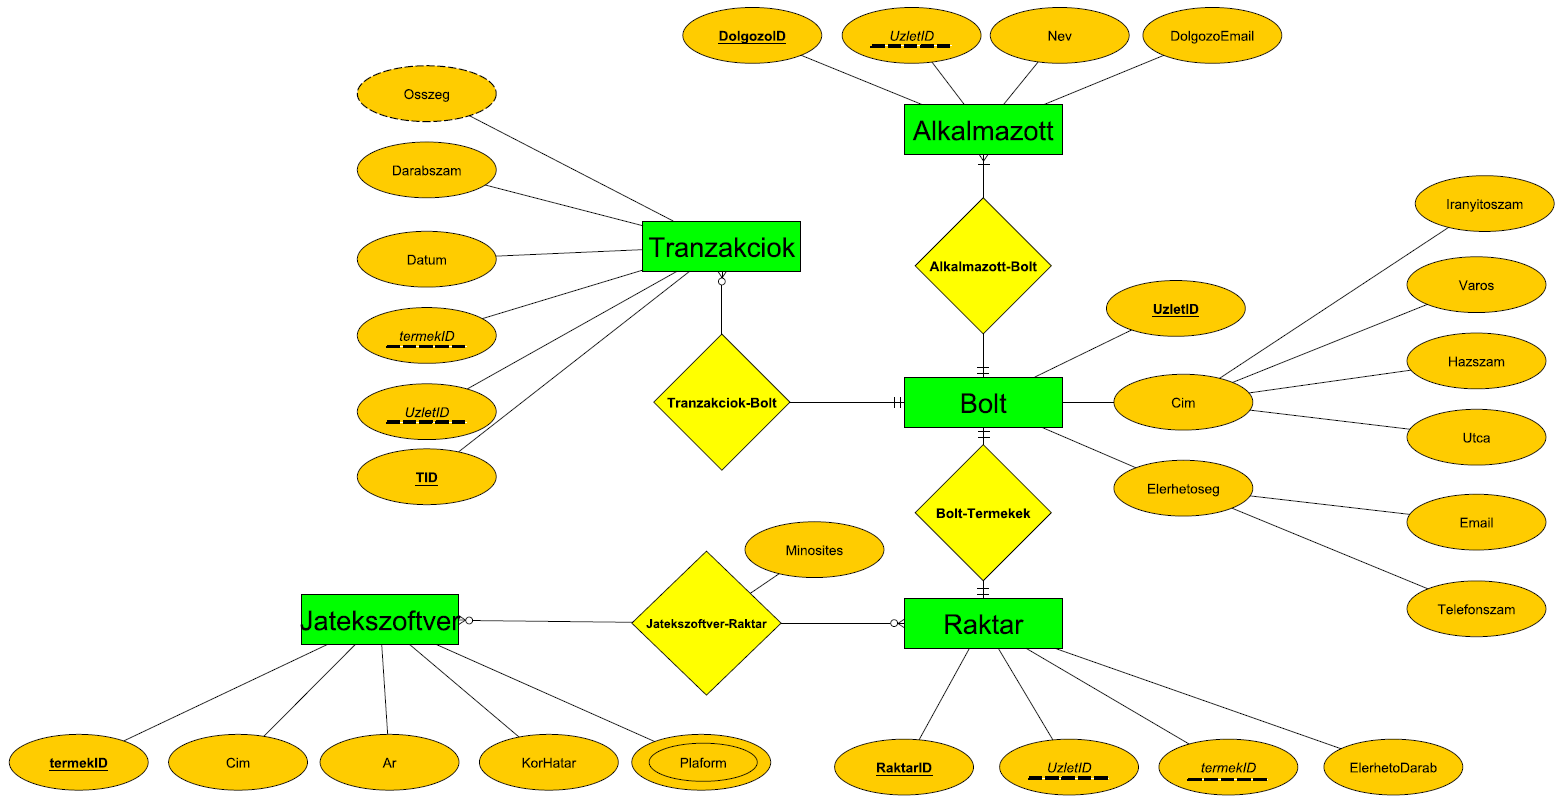 DolgozoID
UzletID
Nev
DolgozoEmail
Osszeg
Alkalmazott
Darabszam
Iranyitoszam
Tranzakciok
Datum
Alkalmazott-Bolt
Varos
UzletID
termekID
Hazszam
Tranzakciok-Bolt
Bolt
Cim
UzletID
Utca
TID
Elerhetoseg
Bolt-Termekek
Email
Minosites
Telefonszam
Jatekszoftver
Jatekszoftver-Raktar
Raktar
termekID
Cim
Ar
KorHatar
Plaform
RaktarID
UzletID
termekID
ElerhetoDarab